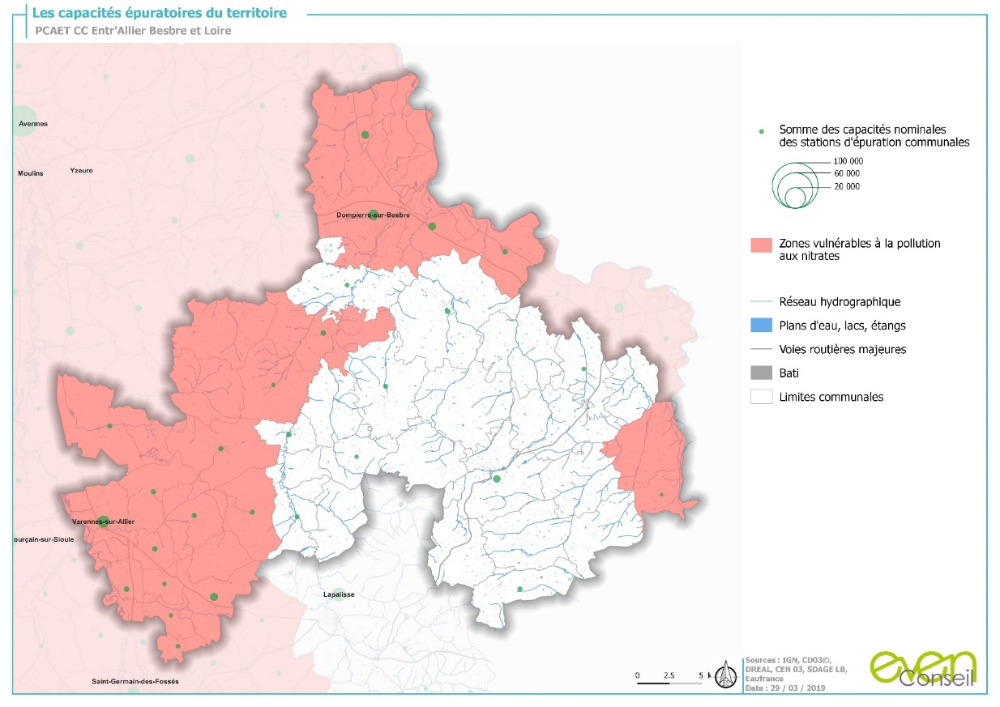 Les capacités épuratoires du territoire
PCAET CC Entr'Allier Besbre et Loire
Avermes
Moulins
Yzeure
Dompierre-sur-Besbre
Varennes-sur-Allier
ourçain-sur-Sioule
Lapalisse
Saint-Germain-des-Fossés
Somme des capacités nominales
des stations d'épuration communales
100 000
60 000
20 000
Zones vulnérables à la pollution
aux nitrates
Réseau hydrographique
Plans d'eau, lacs, étangs
Voies routières majeures
Bati
Limites communales
0 2.5 5 k
Sources : IGN, CD03©,
DREAL, CEN 03, SDAGE LB,
Eaufrance
Date : 29 / 03 / 2019
even
Conseil